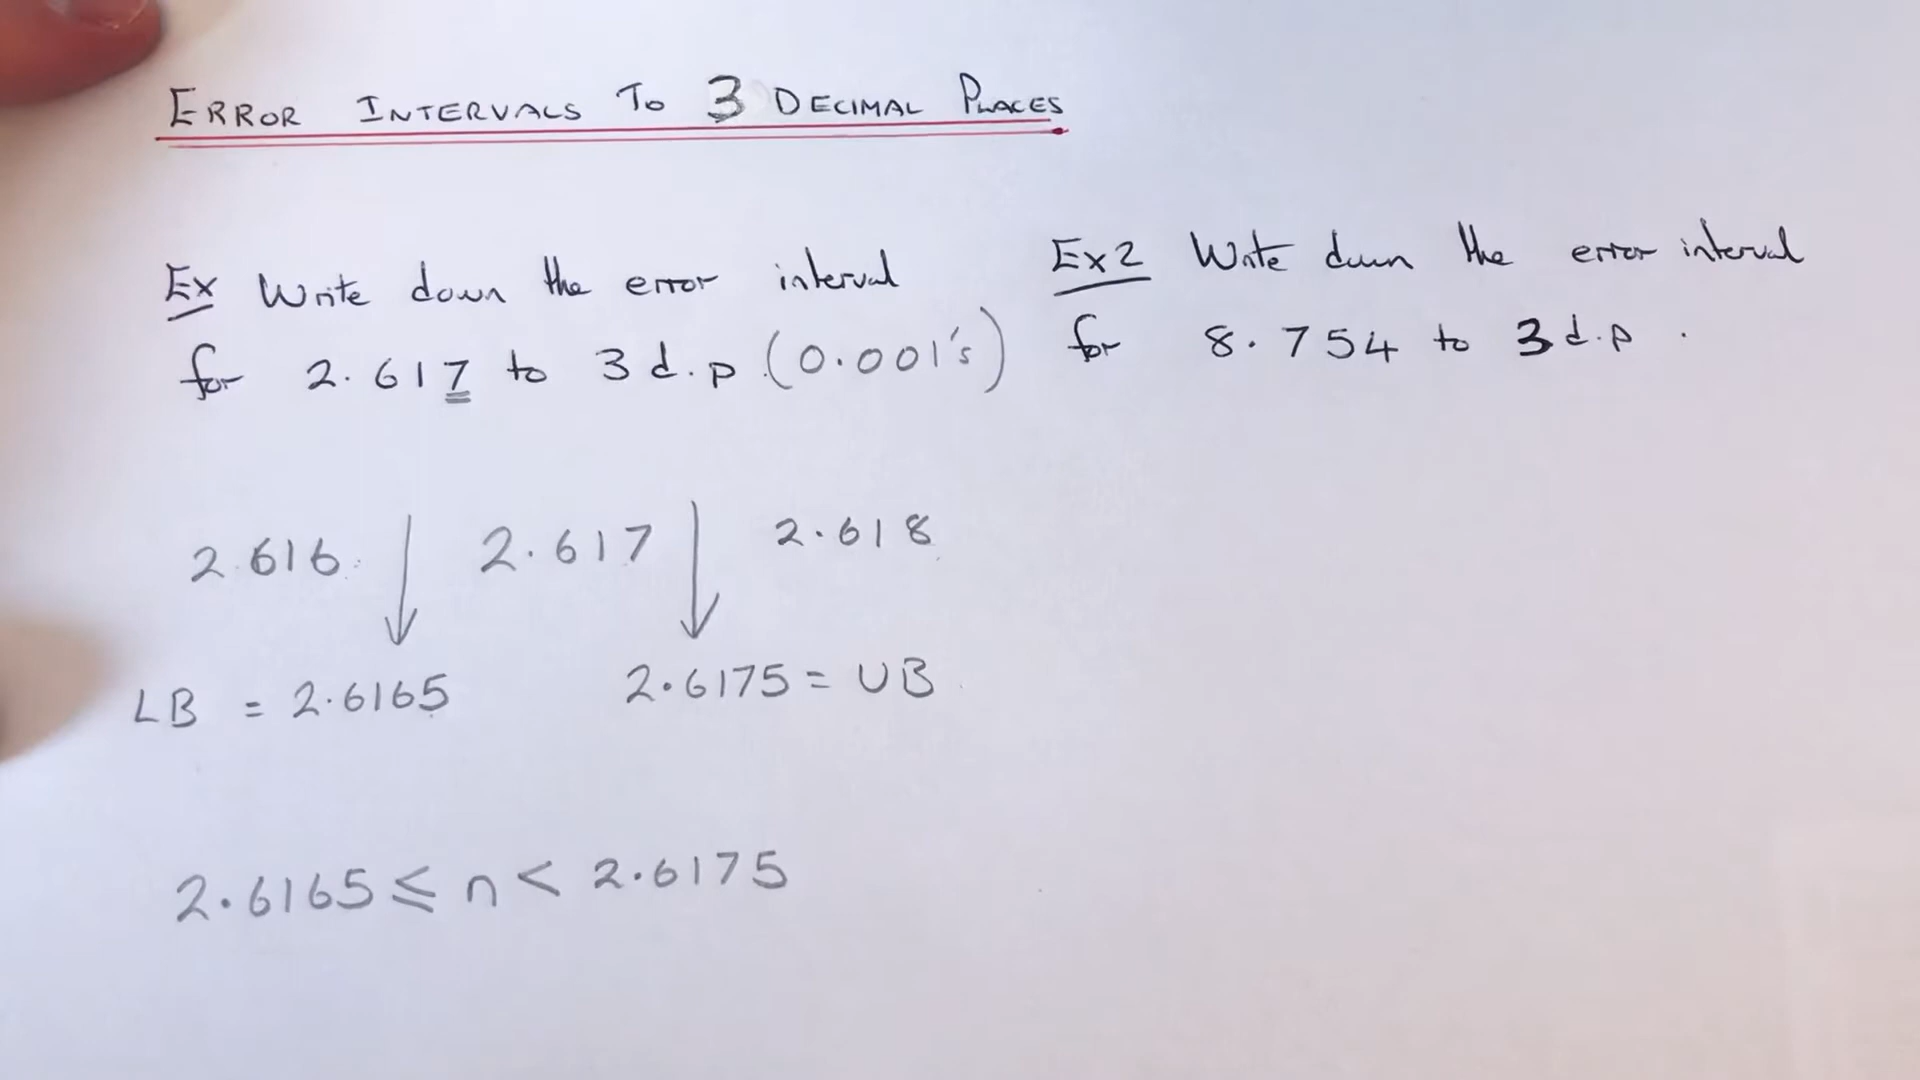 ERROR INTERVALS TO 3 DECIMAL PLACES
Ex Write down the error interval
for 2.617 to 3 d.p (0.001's)
2.616 2.617 2.618
LB = 2.6165 2.6175 = UB
2.6165 ≤ n < 2.6175
Ex2 Write down the error interval
for 8.754 to 3 d.p.